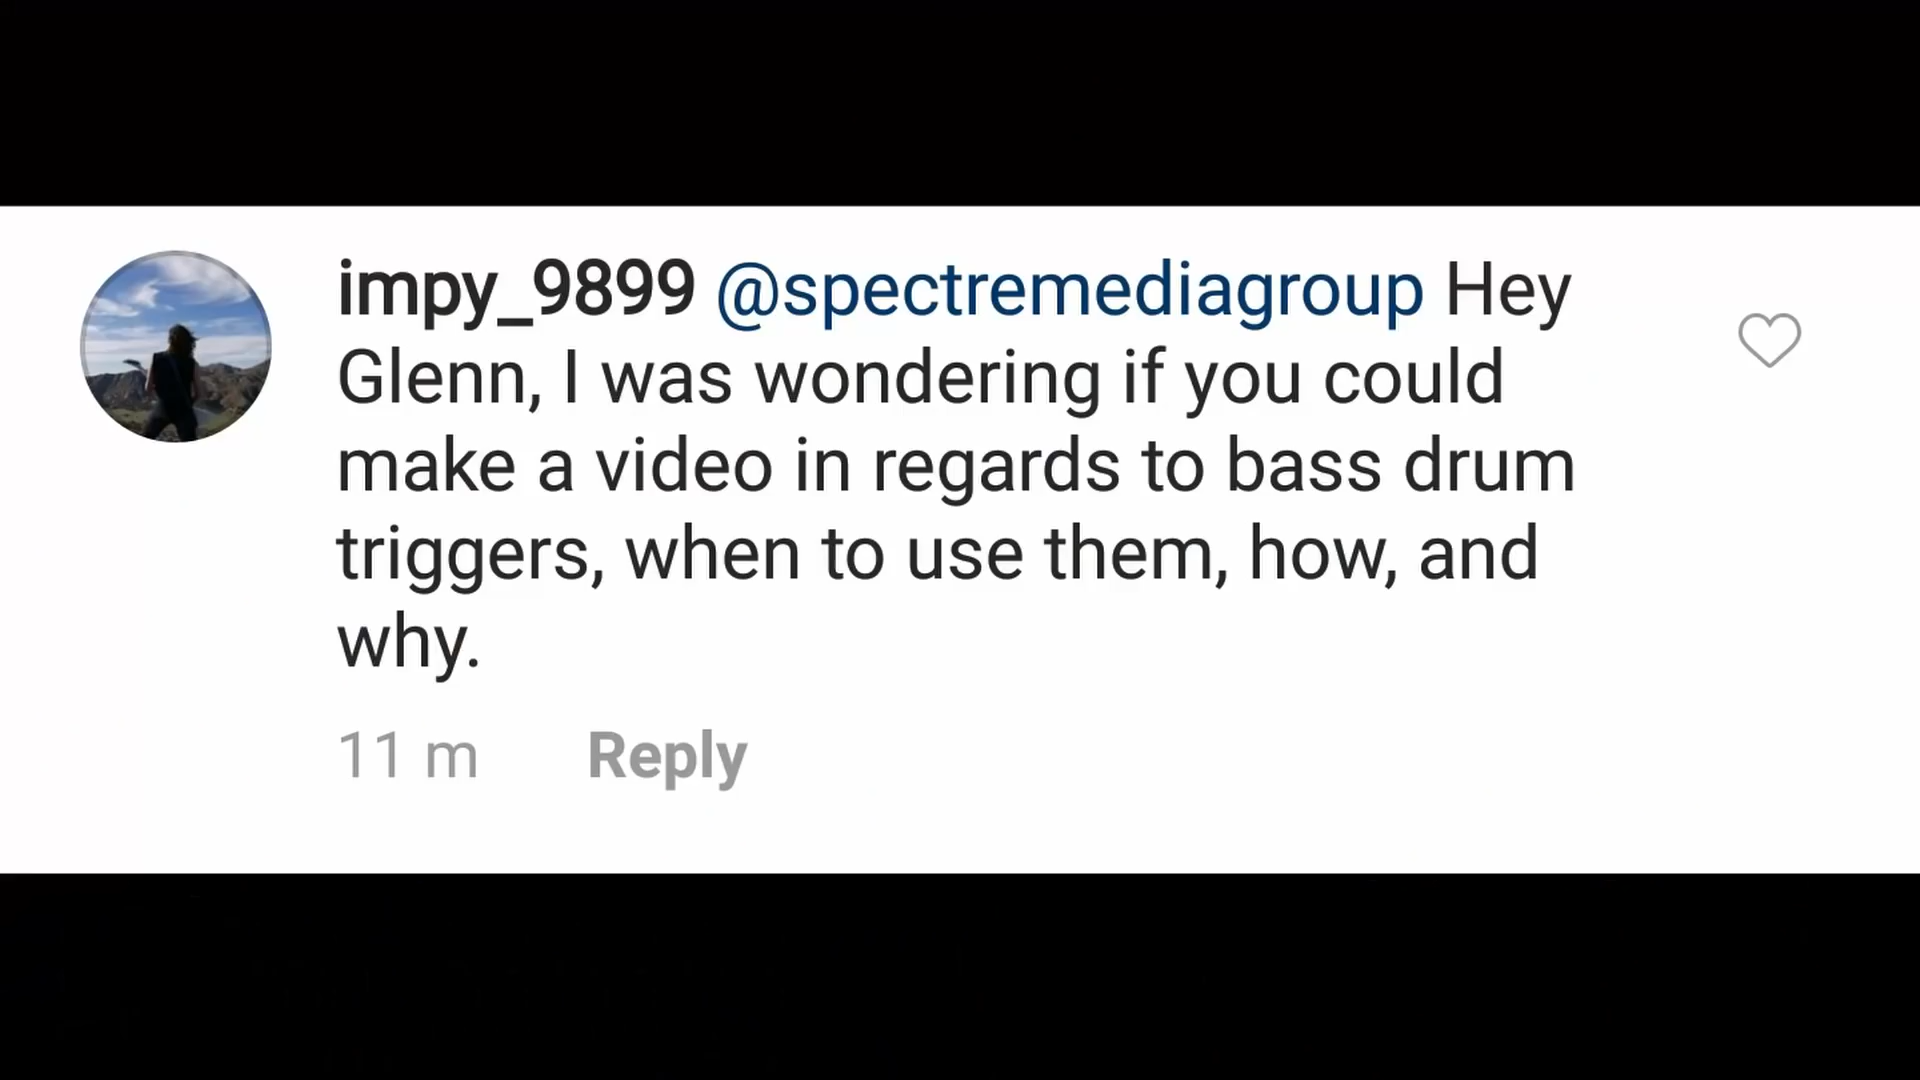 impy_9899 @spectremediagroup Hey
Glenn, I was wondering if you could
make a video in regards to bass drum
triggers, when to use them, how, and
why.
11 m Reply